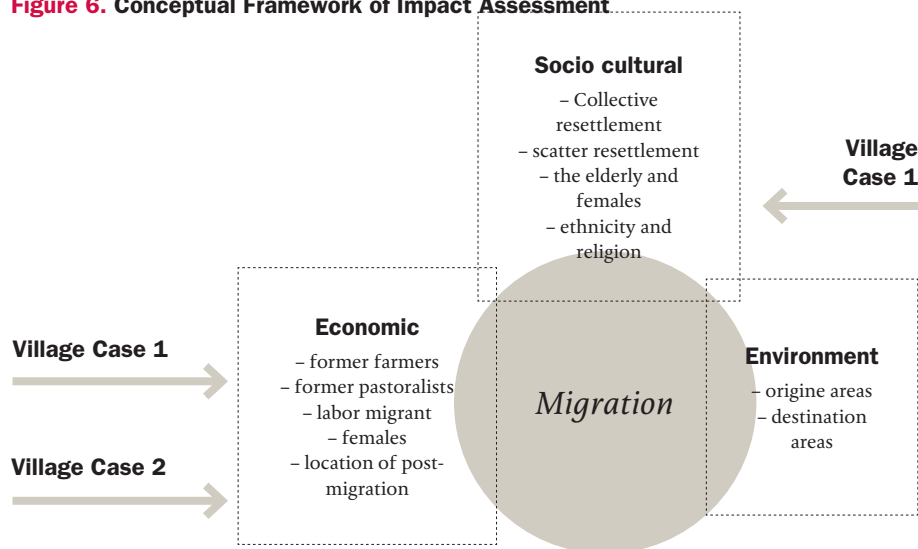 Figure 6. Conceptual Framework of Impact Assessment
Socio cultural
– Collective
resettlement
– scatter resettlement
– the elderly and
females
– ethnicity and
religion
Village
Case 1
Village Case 1
Village Case 2
Economic
– former farmers
– former pastoralists
– labor migrant
– females
– location of post-
migration
Migration
Environment
– origine areas
– destination
areas